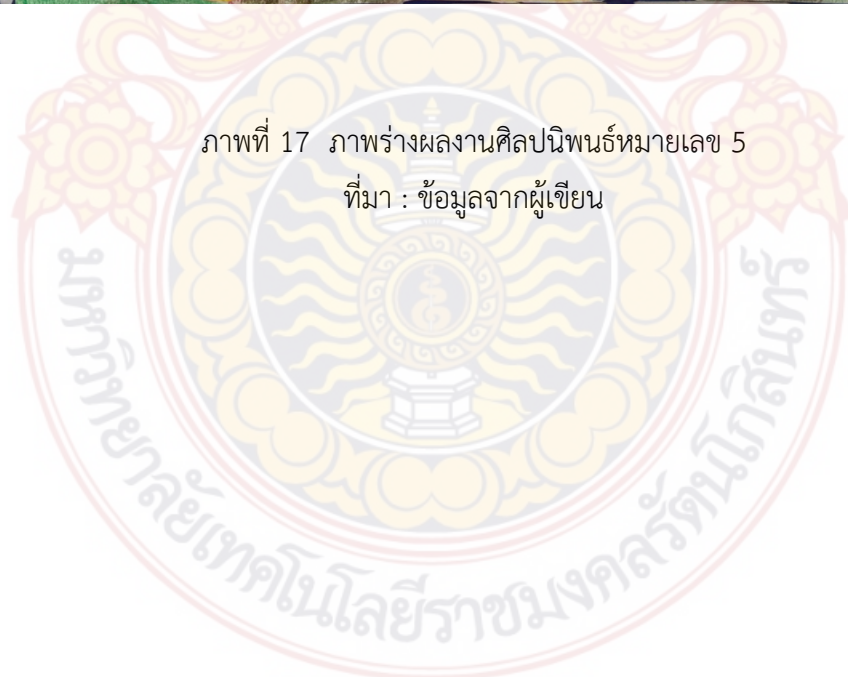 ภาพที่ 17 ภาพร่างผลงานศิลปนิพนธ์หมายเลข 5
ที่มา : ข้อมูลจากผู้เขียน
มหาวิทยาลัยเทคโนโลยีราชมงคลรัตนโกสินทร์